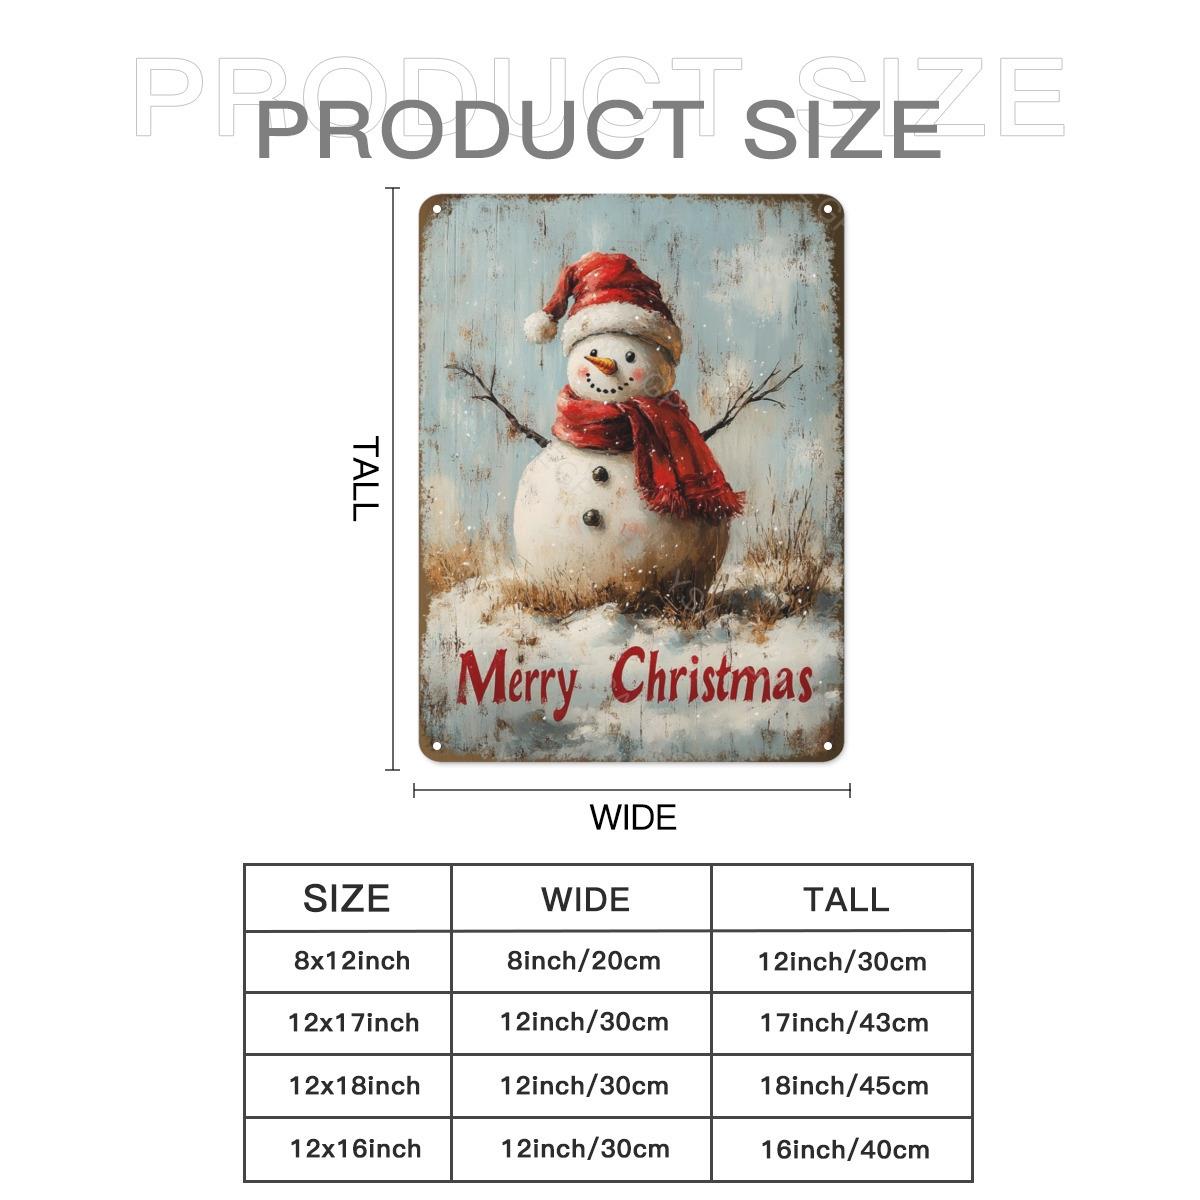 PRODUCT SIZE
PRODUCT SIZE
TALL
Merry Christmas
WIDE
SIZE WIDE TALL
8x12inch 8inch/20cm 12inch/30cm
12x17inch 12inch/30cm 17inch/43cm
12x18inch 12inch/30cm 18inch/45cm
12x16inch 12inch/30cm 16inch/40cm